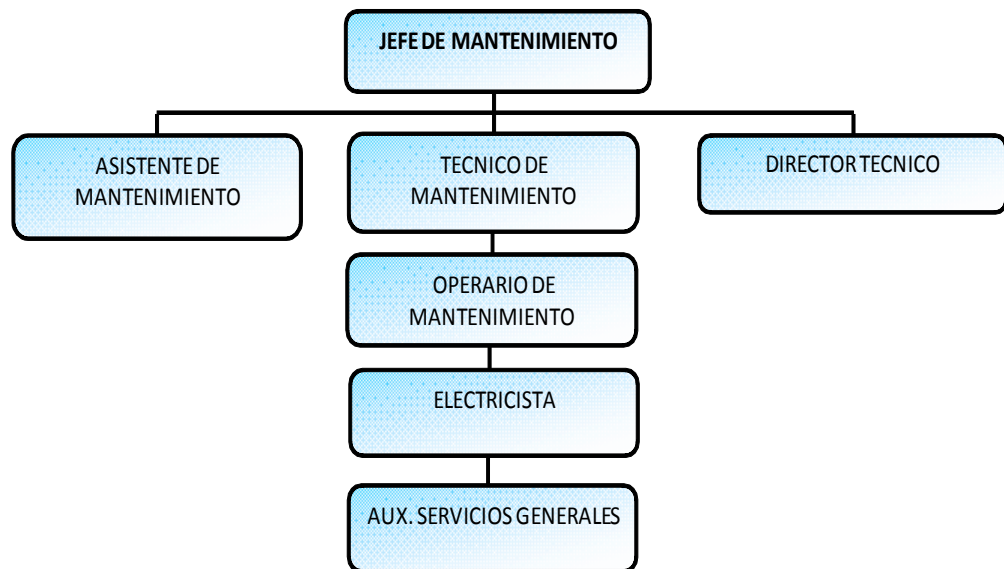 JEFE DE MANTENIMIENTO
ASISTENTE DE
MANTENIMIENTO
TECNICO DE
MANTENIMIENTO
DIRECTOR TECNICO
OPERARIO DE
MANTENIMIENTO
ELECTRICISTA
AUX. SERVICIOS GENERALES